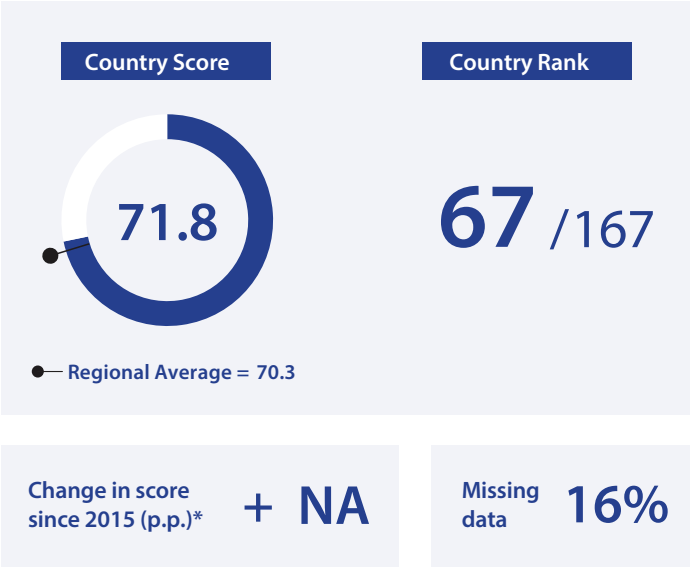 Country Score
Country Rank
71.8
67 /167
Regional Average = 70.3
Change in score
since 2015 (p.p.)*
+ NA
Missing
data
16%